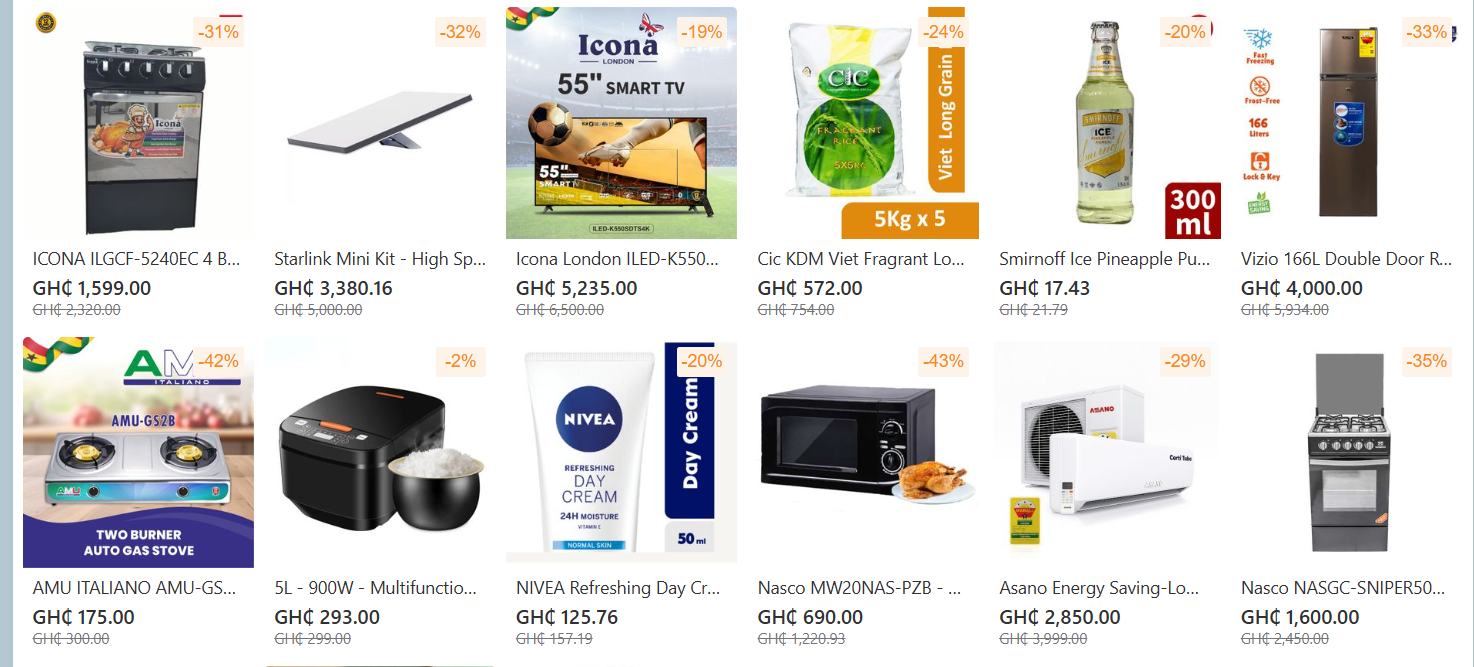 -31%
-32%
Icona
LONDON
55" SMART TV
-19%
55"
SMART TV
ILED-K550SDTS4K
-24%
CIC
FRAGRANT
RICE
5X5KG
Viet Long Grain
5Kg x 5
-20%
SMIRNOFF
ICE
300
ml
-33%
Fast
Freezing
Frost-Free
166
Liters
Lock & Key
ENERGY
SAVING
Icona
ICONA ILGCF-5240EC 4 B...
GH₵ 1,599.00
GH₵ 2,320.00
Starlink Mini Kit - High Sp...
GH₵ 3,380.16
GH₵ 5,000.00
Icona London ILED-K550...
GH₵ 5,235.00
GH₵ 6,500.00
Cic KDM Viet Fragrant Lo...
GH₵ 572.00
GH₵ 754.00
Smirnoff Ice Pineapple Pu...
GH₵ 17.43
GH₵ 21.79
Vizio 166L Double Door R...
GH₵ 4,000.00
GH₵ 5,934.00
-42%
AM
ITALIANO
AMU-GS2B
AMU
TWO BURNER
AUTO GAS STOVE
-2%
-20%
NIVEA
REFRESHING
DAY
CREAM
24H MOISTURE
VITAMIN E
NORMAL SKIN
Day Cream
50 ml
-43%
-29%
ASANO
Corti Tubo
ASANO
-35%
AMU ITALIANO AMU-GS...
GH₵ 175.00
GH₵ 300.00
5L - 900W - Multifunctio...
GH₵ 293.00
GH₵ 299.00
NIVEA Refreshing Day Cr...
GH₵ 125.76
GH₵ 157.19
Nasco MW20NAS-PZB - ...
GH₵ 690.00
GH₵ 1,220.93
Asano Energy Saving-Lo...
GH₵ 2,850.00
GH₵ 3,999.00
Nasco NASGC-SNIPER50...
GH₵ 1,600.00
GH₵ 2,450.00